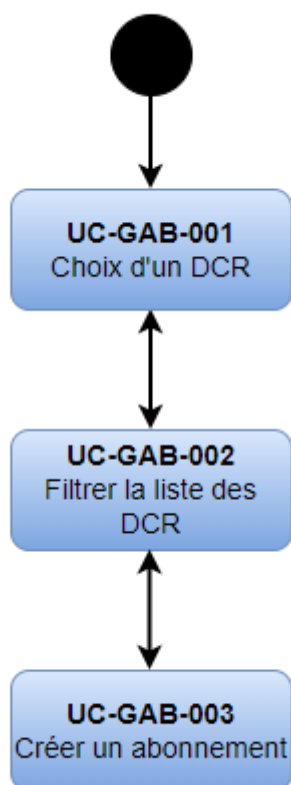 UC-GAB-001
Choix d'un DCR
UC-GAB-002
Filtrer la liste des
DCR
UC-GAB-003
Créer un abonnement